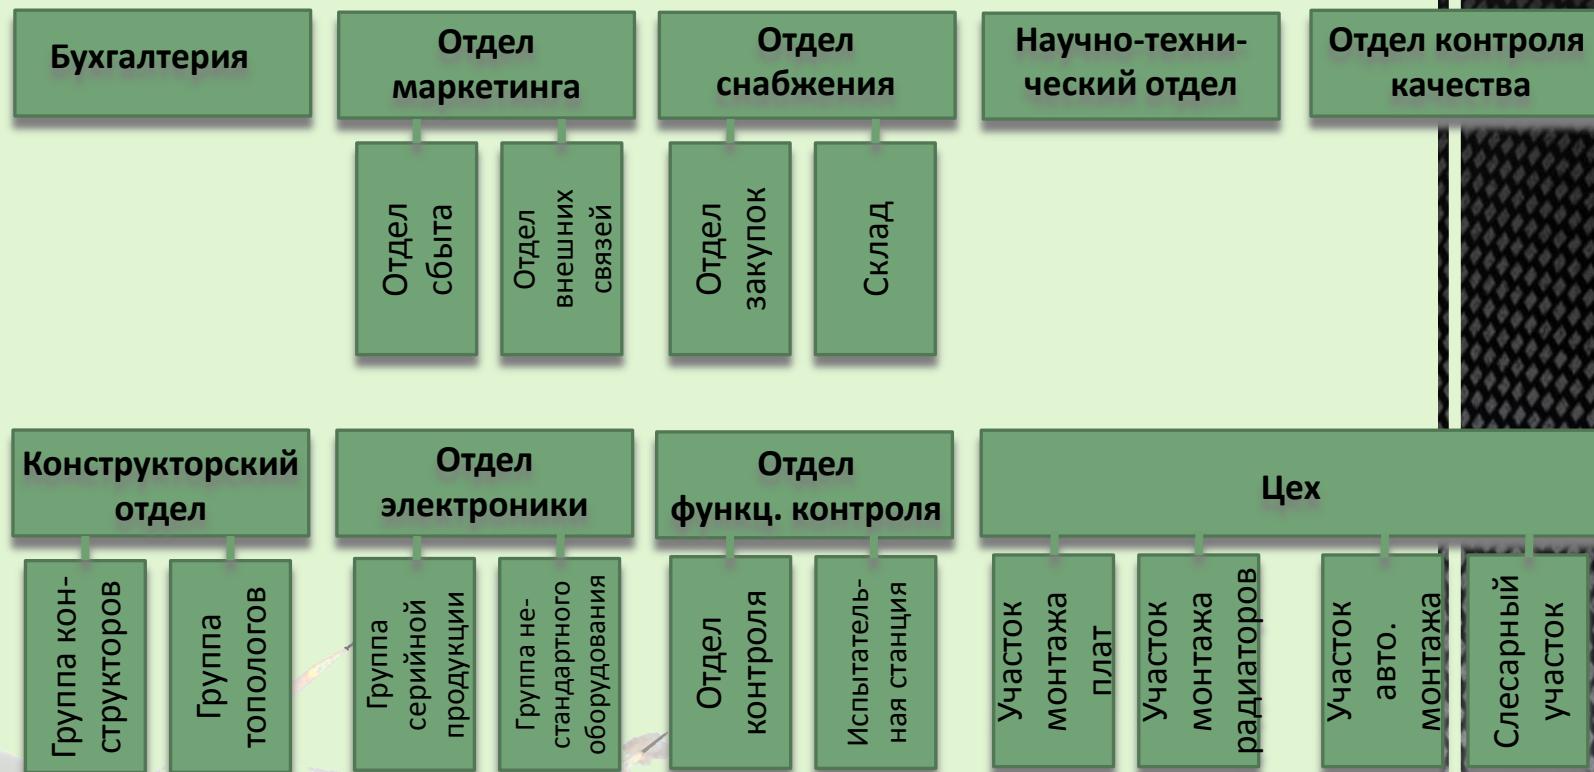 Бухгалтерия
Отдел
маркетинга
Отдел
снабжения
Научно-техни-
ческий отдел
Отдел контроля
качества
Отдел
сбыта
Отдел
внешних
связей
Отдел
закупок
Склад
Конструкторский
отдел
Отдел
электроники
Отдел
функц. контроля
Цех
Группа кон-
структоров
Группа
топологов
Группа
серийной
продукции
Группа не-
стандартного
оборудования
Отдел
контроля
Испытатель-
ная станция
Участок
монтажа
плат
Участок
монтажа
радиаторов
Участок
авто.
монтажа
Слесарный
участок